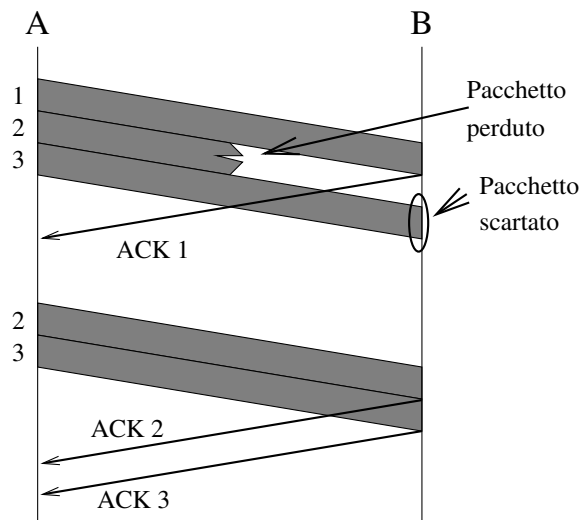 A
B
1
2
3
Pacchetto
perduto
Pacchetto
scartato
ACK 1
2
3
ACK 2
ACK 3